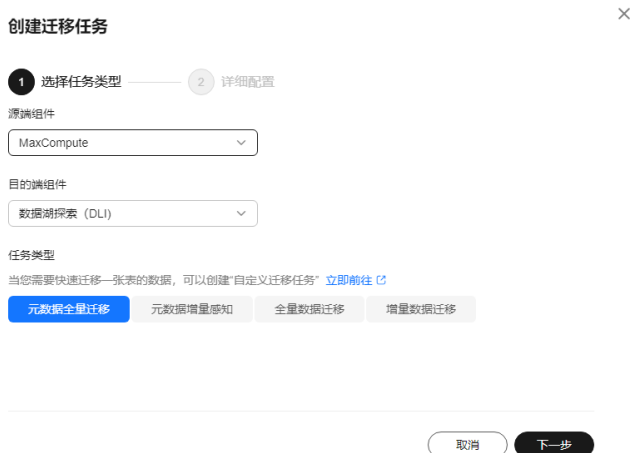 创建迁移任务
1 选择任务类型 2 详细配置
源端组件
MaxCompute
目的端组件
数据湖探索（DLI）
任务类型
当您需要快速迁移一张表的数据，可以创建“自定义迁移任务” 立即前往
元数据全量迁移 元数据增量感知 全量数据迁移 增量数据迁移
取消 下一步